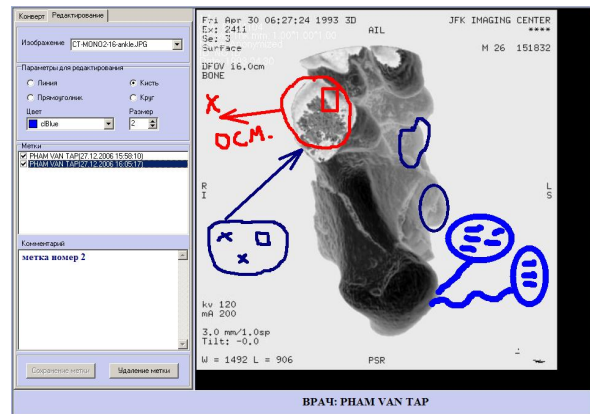 Конверт Редактирование
Изображение CT-MONO2-16-ankle.JPG
Параметры для редактирования
Линия Кисть
Прямоуголник Круг
Цвет Размер
clBlue 2
Метки
PHAM VAN TAP(27.12.2006 15:58:10)
PHAM VAN TAP(27.12.2006 16:05:17)
Комментарий
метка номер 2
Сохранение метки Удаление метки
Fri Apr 30 06:27:24 1993 3D
Ex: 2411
Se: 3
Surface
DFOV 16.0cm
BONE
AIL
JFK IMAGING CENTER
****
M 26 151832
X
ОСМ.
R
I
L
S
x
x
kv 120
mA 200
3.0 mm/1.0sp
Tilt: -0.0
W = 1492 L = 906
PSR
ВРАЧ: PHAM VAN TAP